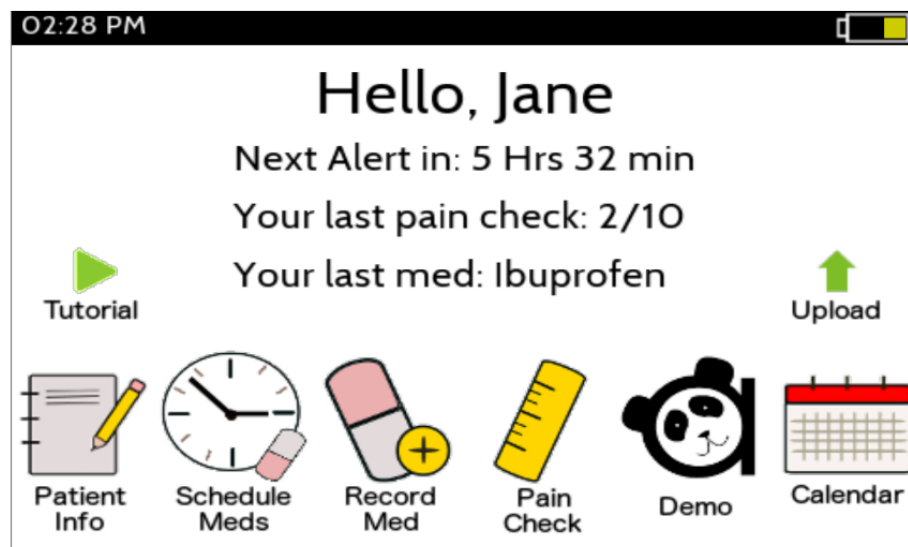 02:28 PM
Hello, Jane
Next Alert in: 5 Hrs 32 min
Your last pain check: 2/10
Your last med: Ibuprofen
Tutorial
Upload
Patient
Info
Schedule
Meds
Record
Med
Pain
Check
Demo
Calendar